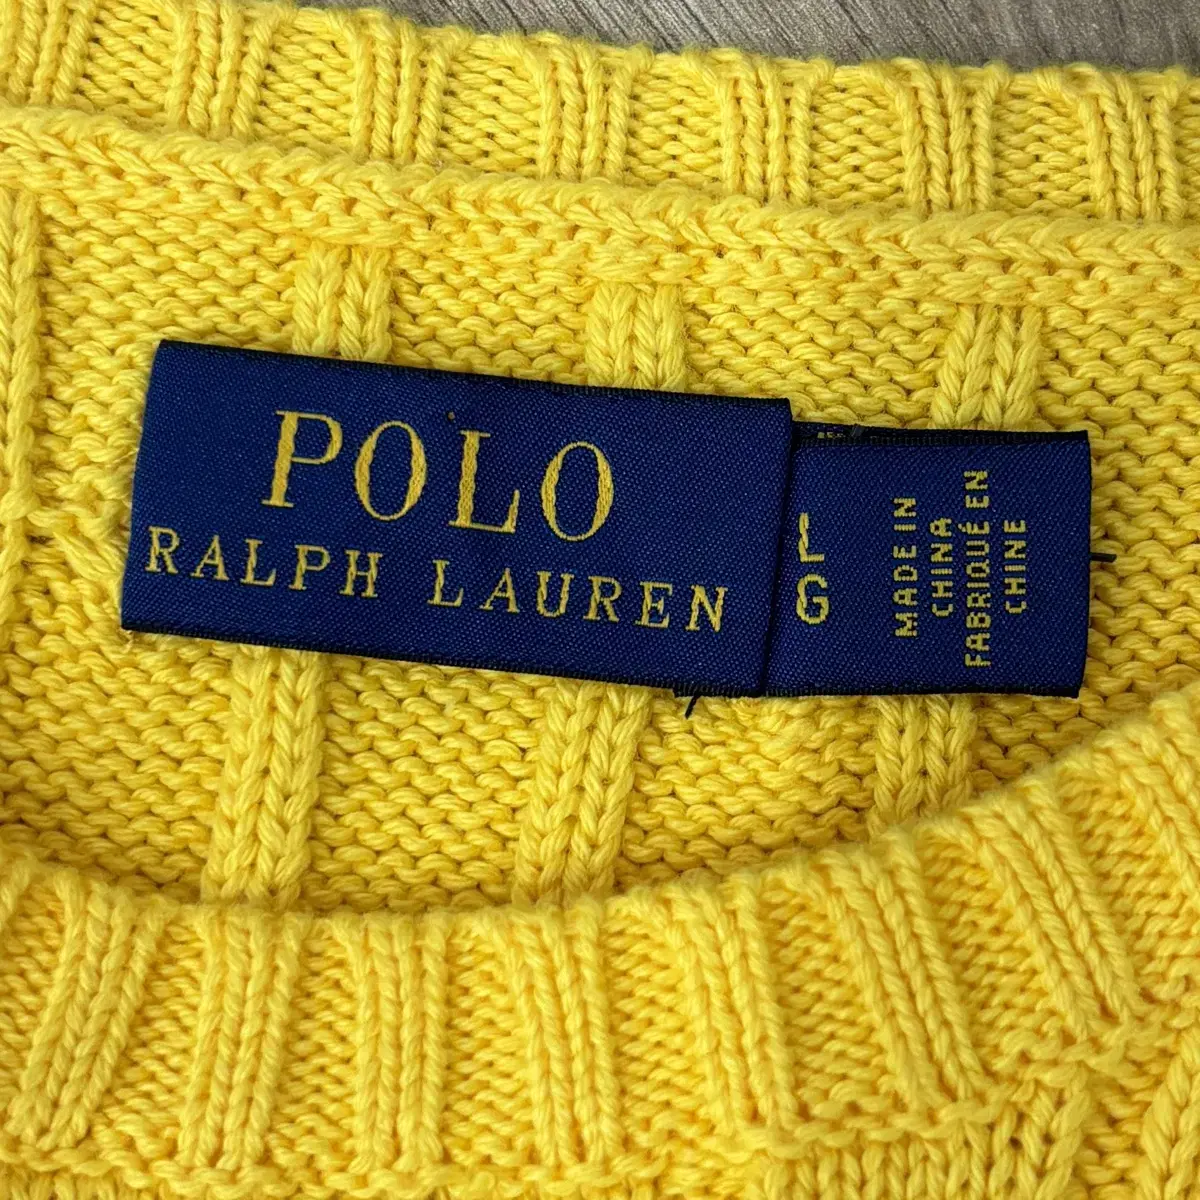 POLO
RALPH LAUREN
L
G
MADE IN
CHINA
FABRIQUÉ EN
CHINE